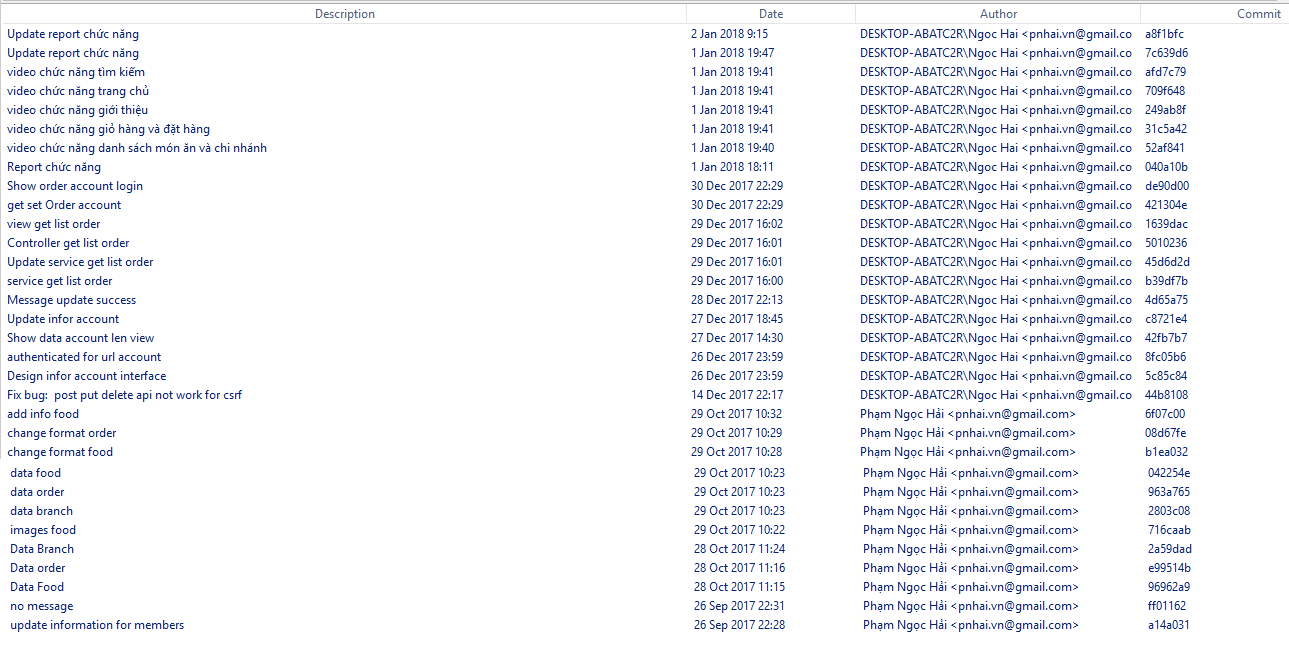 Description Date Author Commit
Update report chức năng 2 Jan 2018 9:15 DESKTOP-ABATC2R\Ngoc Hai <pnhai.vn@gmail.co a8f1bfc
Update report chức năng 1 Jan 2018 19:47 DESKTOP-ABATC2R\Ngoc Hai <pnhai.vn@gmail.co 7c639d6
video chức năng tìm kiếm 1 Jan 2018 19:41 DESKTOP-ABATC2R\Ngoc Hai <pnhai.vn@gmail.co afd7c79
video chức năng trang chủ 1 Jan 2018 19:41 DESKTOP-ABATC2R\Ngoc Hai <pnhai.vn@gmail.co 709f648
video chức năng giới thiệu 1 Jan 2018 19:41 DESKTOP-ABATC2R\Ngoc Hai <pnhai.vn@gmail.co 249ab8f
video chức năng giỏ hàng và đặt hàng 1 Jan 2018 19:41 DESKTOP-ABATC2R\Ngoc Hai <pnhai.vn@gmail.co 31c5a42
video chức năng danh sách món ăn và chi nhánh 1 Jan 2018 19:40 DESKTOP-ABATC2R\Ngoc Hai <pnhai.vn@gmail.co 52af841
Report chức năng 1 Jan 2018 18:11 DESKTOP-ABATC2R\Ngoc Hai <pnhai.vn@gmail.co 040a10b
Show order account login 30 Dec 2017 22:29 DESKTOP-ABATC2R\Ngoc Hai <pnhai.vn@gmail.co de90d00
get set Order account 30 Dec 2017 22:29 DESKTOP-ABATC2R\Ngoc Hai <pnhai.vn@gmail.co 421304e
view get list order 29 Dec 2017 16:02 DESKTOP-ABATC2R\Ngoc Hai <pnhai.vn@gmail.co 1639dac
Controller get list order 29 Dec 2017 16:01 DESKTOP-ABATC2R\Ngoc Hai <pnhai.vn@gmail.co 5010236
Update service get list order 29 Dec 2017 16:01 DESKTOP-ABATC2R\Ngoc Hai <pnhai.vn@gmail.co 45d6d2d
service get list order 29 Dec 2017 16:00 DESKTOP-ABATC2R\Ngoc Hai <pnhai.vn@gmail.co b39df7b
Message update success 28 Dec 2017 22:13 DESKTOP-ABATC2R\Ngoc Hai <pnhai.vn@gmail.co 4d65a75
Update infor account 27 Dec 2017 18:45 DESKTOP-ABATC2R\Ngoc Hai <pnhai.vn@gmail.co c8721e4
Show data account len view 27 Dec 2017 14:30 DESKTOP-ABATC2R\Ngoc Hai <pnhai.vn@gmail.co 42fb7b7
authenticated for url account 26 Dec 2017 23:59 DESKTOP-ABATC2R\Ngoc Hai <pnhai.vn@gmail.co 8fc05b6
Design infor account interface 26 Dec 2017 23:59 DESKTOP-ABATC2R\Ngoc Hai <pnhai.vn@gmail.co 5c85c84
Fix bug:  post put delete api not work for csrf 14 Dec 2017 22:17 DESKTOP-ABATC2R\Ngoc Hai <pnhai.vn@gmail.co 44b8108
add info food 29 Oct 2017 10:32 Phạm Ngọc Hải <pnhai.vn@gmail.com> 6f07c00
change format order 29 Oct 2017 10:29 Phạm Ngọc Hải <pnhai.vn@gmail.com> 08d67fe
change format food 29 Oct 2017 10:28 Phạm Ngọc Hải <pnhai.vn@gmail.com> b1ea032
data food 29 Oct 2017 10:23 Phạm Ngọc Hải <pnhai.vn@gmail.com> 042254e
data order 29 Oct 2017 10:23 Phạm Ngọc Hải <pnhai.vn@gmail.com> 963a765
data branch 29 Oct 2017 10:23 Phạm Ngọc Hải <pnhai.vn@gmail.com> 2803c08
images food 29 Oct 2017 10:22 Phạm Ngọc Hải <pnhai.vn@gmail.com> 716caab
Data Branch 28 Oct 2017 11:24 Phạm Ngọc Hải <pnhai.vn@gmail.com> 2a59dad
Data order 28 Oct 2017 11:16 Phạm Ngọc Hải <pnhai.vn@gmail.com> e99514b
Data Food 28 Oct 2017 11:15 Phạm Ngọc Hải <pnhai.vn@gmail.com> 96962a9
no message 26 Sep 2017 22:31 Phạm Ngọc Hải <pnhai.vn@gmail.com> ff01162
update information for members 26 Sep 2017 22:28 Phạm Ngọc Hải <pnhai.vn@gmail.com> a14a031